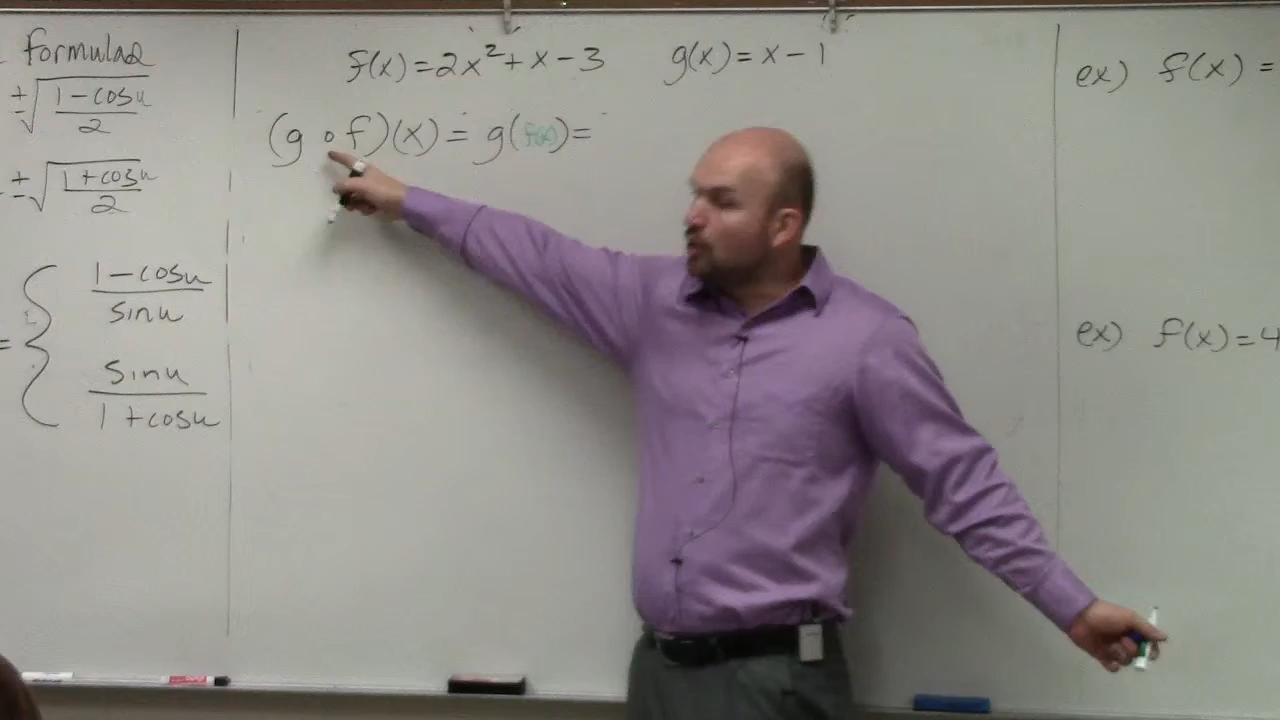 formulas
± √((1 - cos u)/2)
± √((1 + cos u)/2)
= { (1 - cos u)/(sin u)
(sin u)/(1 + cos u)
f(x) = 2x² + x - 3    g(x) = x - 1
(g ∘ f)(x) = g(f(x)) =
ex) f(x) =
ex) f(x) = 4